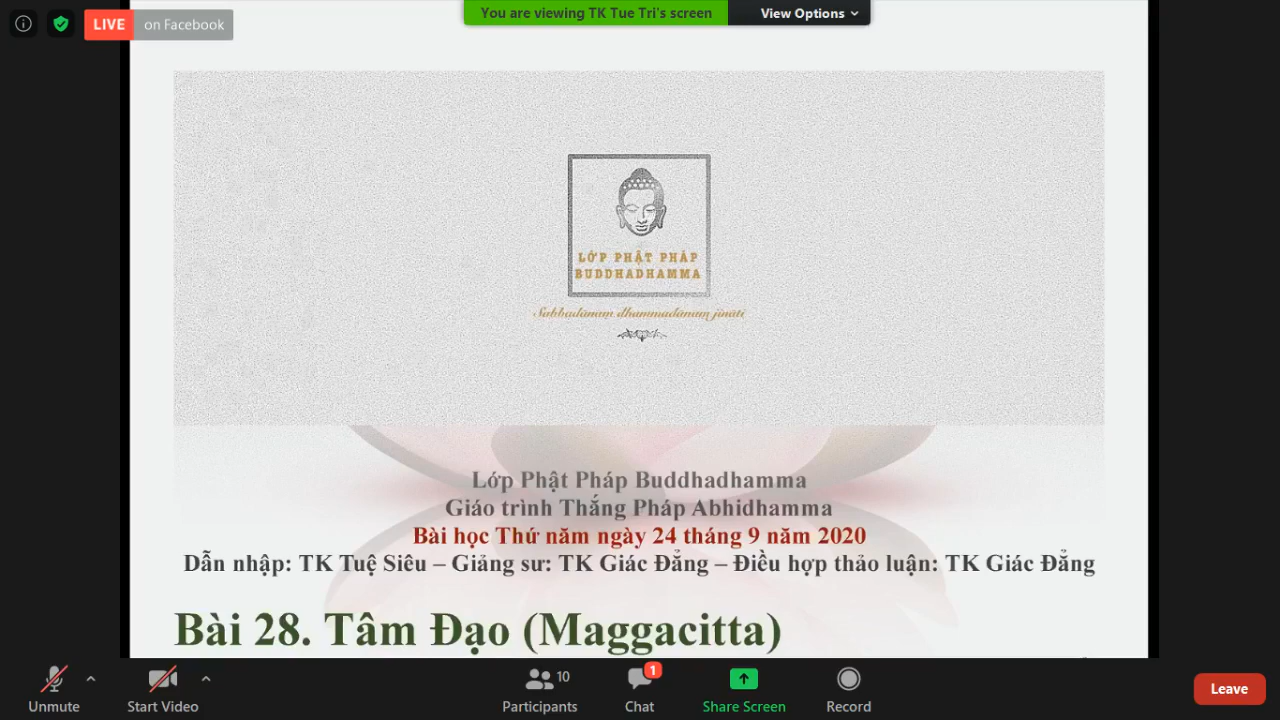 You are viewing TK Tue Tri's screen
View Options
LIVE on Facebook
LỚP PHẬT PHÁP
BUDDHADHAMMA
Sabbadānaṃ dhammadānaṃ jināti
Lớp Phật Pháp Buddhadhamma
Giáo trình Thắng Pháp Abhidhamma
Bài học Thứ năm ngày 24 tháng 9 năm 2020
Dẫn nhập: TK Tuệ Siêu – Giảng sư: TK Giác Đẳng – Điều hợp thảo luận: TK Giác Đẳng
Bài 28. Tâm Đạo (Maggacitta)
Unmute
Start Video
10
Participants
1
Chat
Share Screen
Record
Leave